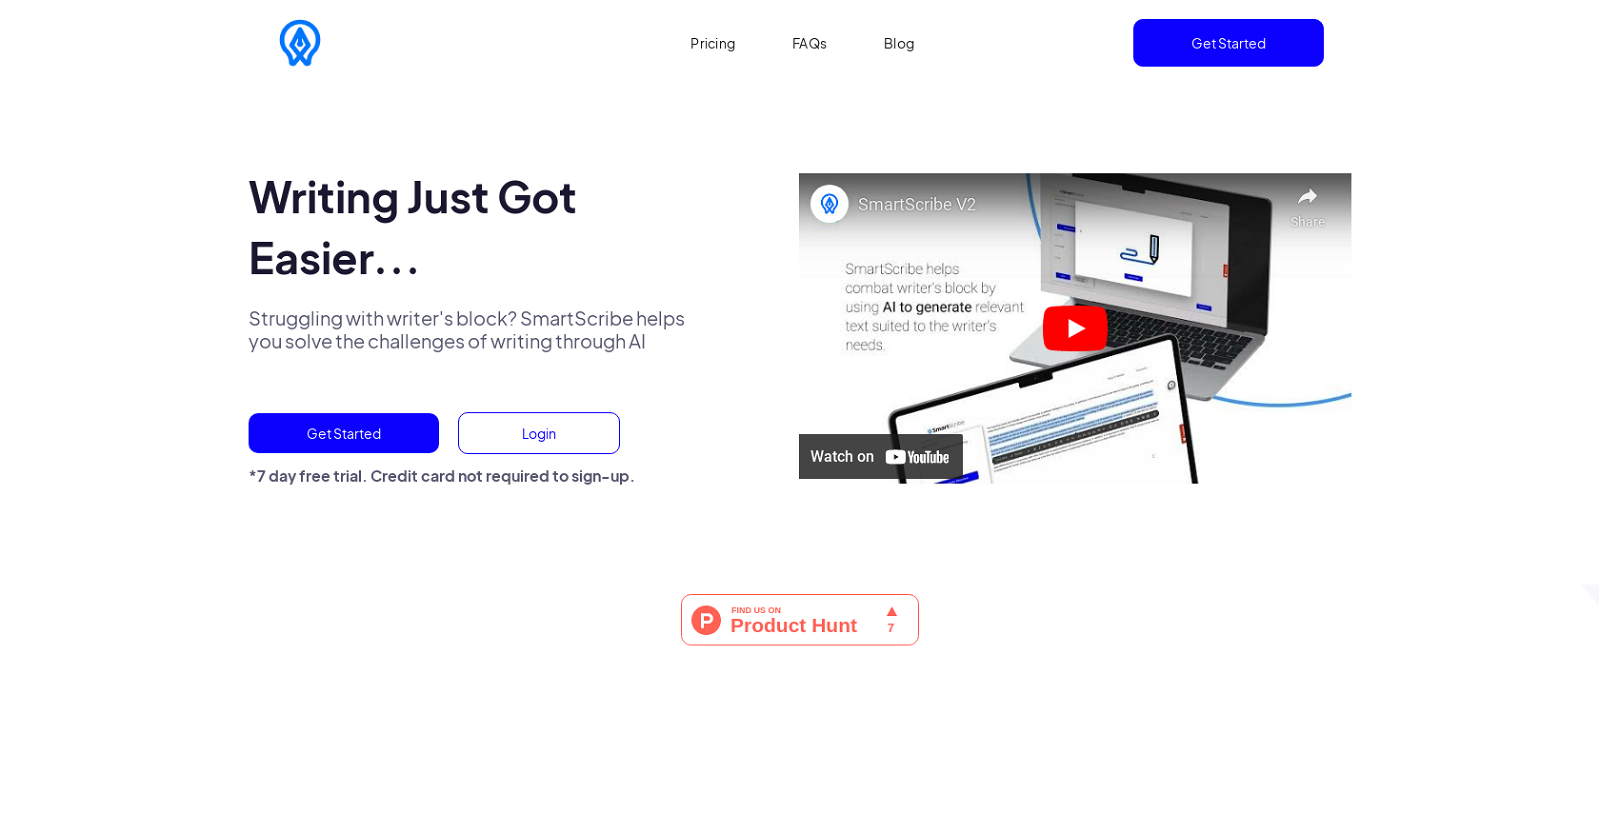 Pricing
FAQs
Blog
Get Started
Writing Just Got
Easier...
Struggling with writer's block? SmartScribe helps
you solve the challenges of writing through AI
Get Started
Login
*7 day free trial. Credit card not required to sign-up.
SmartScribe V2
Share
SmartScribe helps
combat writer's block by
using AI to generate relevant
text suited to the writer's
needs.
SmartScribe
Watch on YouTube
FIND US ON
Product Hunt
7